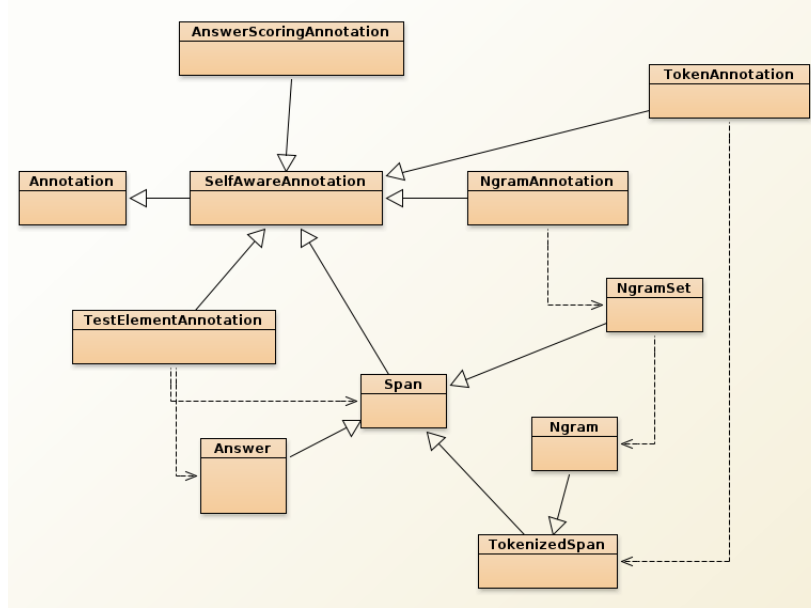 AnswerScoringAnnotation
TokenAnnotation
Annotation
SelfAwareAnnotation
NgramAnnotation
NgramSet
TestElementAnnotation
Span
Ngram
Answer
TokenizedSpan